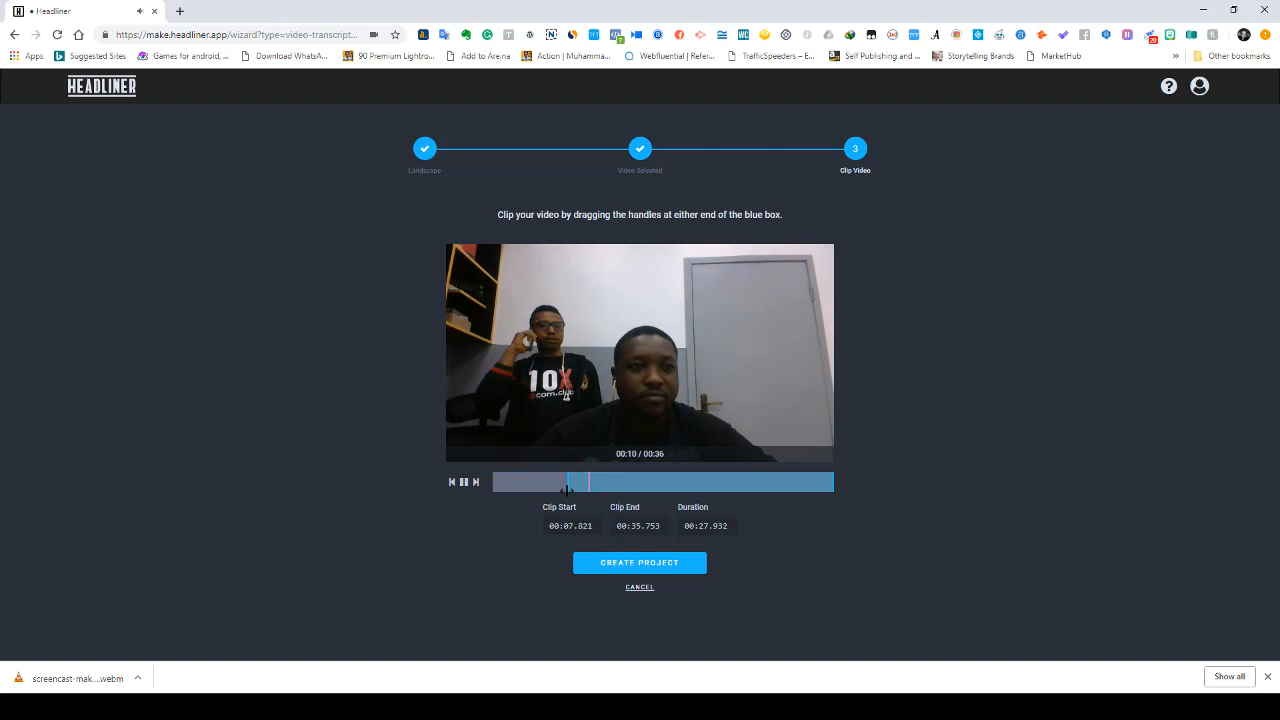 Headliner
https://make.headliner.app/wizard?type=video-transcript...
Apps
Suggested Sites
Games for android, ...
Download WhatsA...
90 Premium Lightro...
Add to Are.na
Action | Muhamma...
Webfluential | Refer...
TrafficSpeeders – E...
Self Publishing and ...
Storytelling Brands
MarketHub
»
Other bookmarks
HEADLINER
3
Landscape
Video Selected
Clip Video
Clip your video by dragging the handles at either end of the blue box.
10X
com.club
00:10 / 00:36
Clip Start
Clip End
Duration
00:07.821
00:35.753
00:27.932
CREATE PROJECT
CANCEL
screencast-mak....webm
Show all